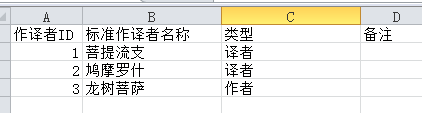 A B C D
作译者ID 标准作译者名称 类型 备注
1 菩提流支 译者
2 鸠摩罗什 译者
3 龙树菩萨 作者